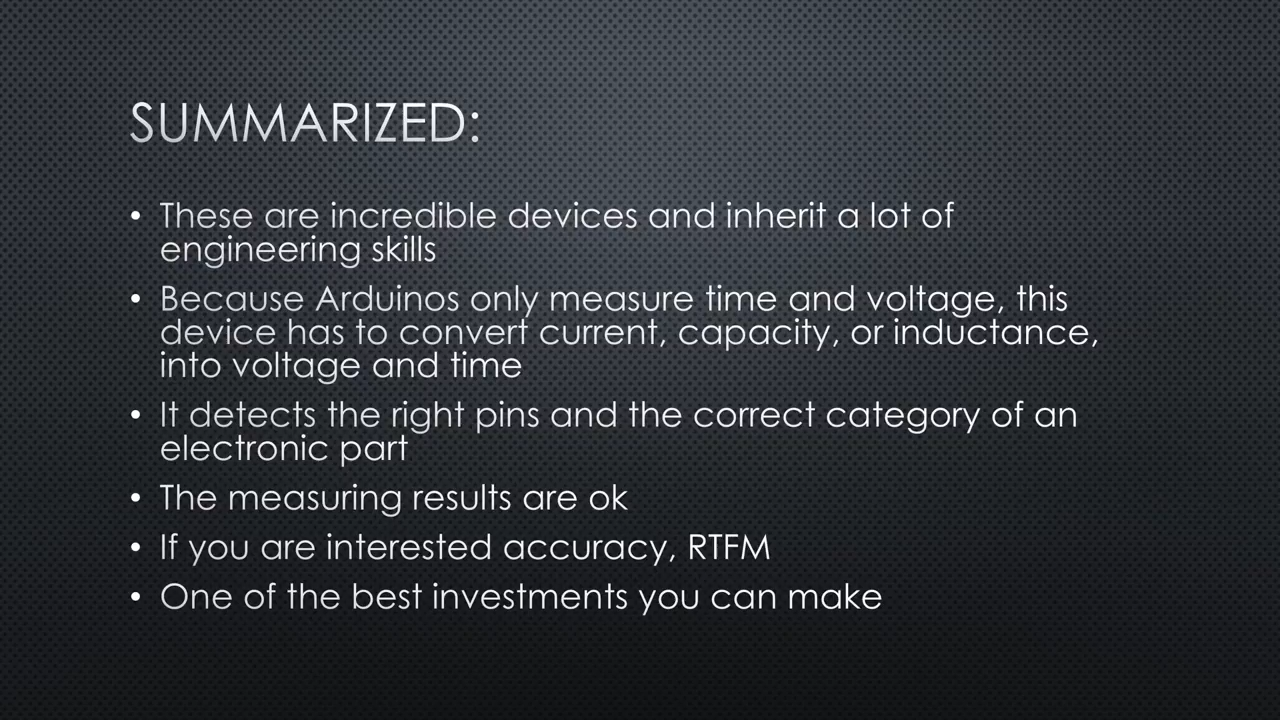 SUMMARIZED:
• These are incredible devices and inherit a lot of
engineering skills
• Because Arduinos only measure time and voltage, this
device has to convert current, capacity, or inductance,
into voltage and time
• It detects the right pins and the correct category of an
electronic part
• The measuring results are ok
• If you are interested accuracy, RTFM
• One of the best investments you can make